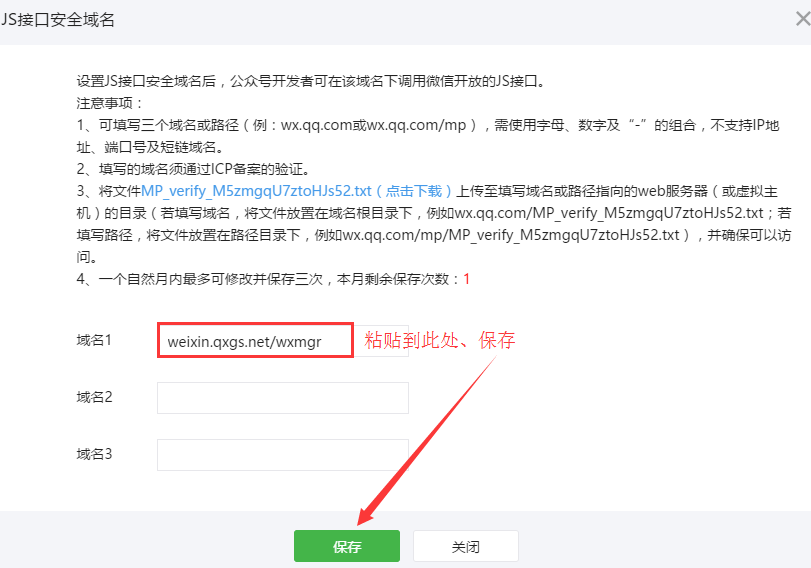 JS接口安全域名
设置JS接口安全域名后，公众号开发者可在该域名下调用微信开放的JS接口。
注意事项：
1、可填写三个域名或路径（例：wx.qq.com或wx.qq.com/mp），需使用字母、数字及“-”的组合，不支持IP地
址、端口号及短链域名。
2、填写的域名须通过ICP备案的验证。
3、将文件MP_verify_M5zmgqU7ztoHJs52.txt（点击下载）上传至填写域名或路径指向的web服务器（或虚拟主
机）的目录（若填写域名，将文件放置在域名根目录下，例如wx.qq.com/MP_verify_M5zmgqU7ztoHJs52.txt；若
填写路径，将文件放置在路径目录下，例如wx.qq.com/mp/MP_verify_M5zmgqU7ztoHJs52.txt），并确保可以访
问。
4、一个自然月内最多可修改并保存三次，本月剩余保存次数：1
域名1 weixin.qxgs.net/wxmgr 粘贴到此处、保存
域名2
域名3
保存 关闭